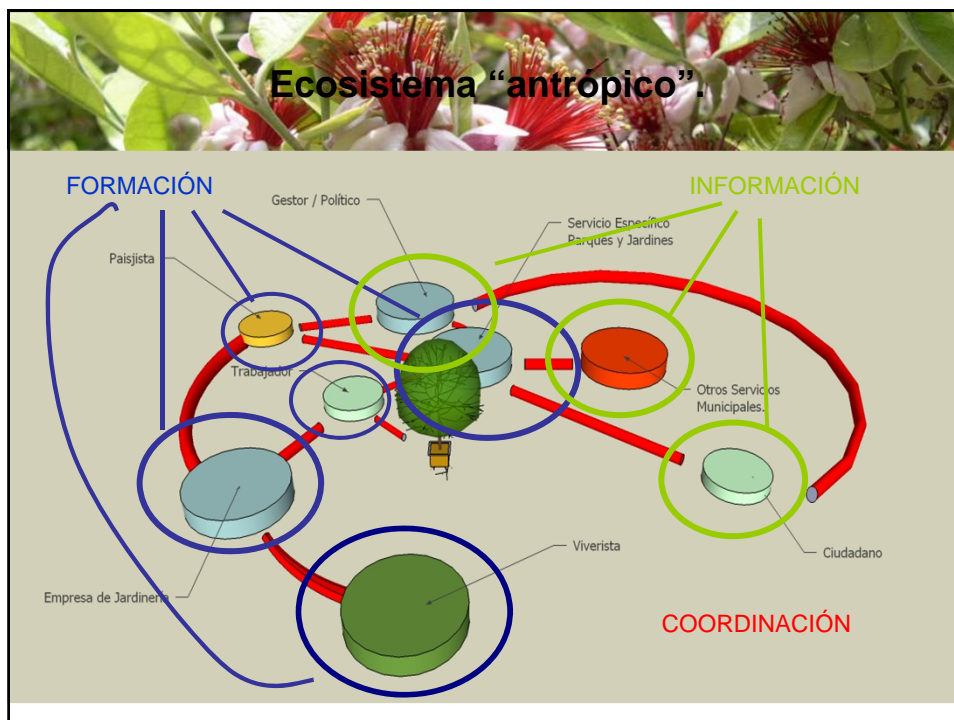 Ecosistema “antrópico”.
FORMACIÓN
INFORMACIÓN
Gestor / Político
Servicio Específico
Parques y Jardines
Paisjista
Trabajador
Otros Servicios
Municipales.
Viverista
Ciudadano
Empresa de Jardinería
COORDINACIÓN